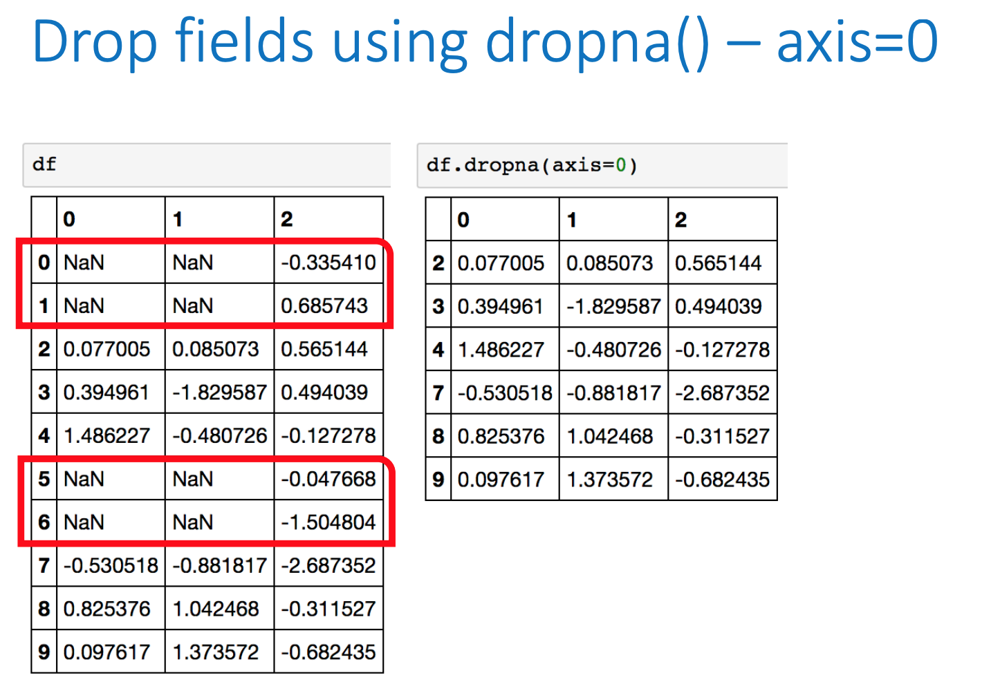 Drop fields using dropna() – axis=0
df
0 1 2
0 NaN NaN -0.335410
1 NaN NaN 0.685743
2 0.077005 0.085073 0.565144
3 0.394961 -1.829587 0.494039
4 1.486227 -0.480726 -0.127278
5 NaN NaN -0.047668
6 NaN NaN -1.504804
7 -0.530518 -0.881817 -2.687352
8 0.825376 1.042468 -0.311527
9 0.097617 1.373572 -0.682435
df.dropna(axis=0)
0 1 2
2 0.077005 0.085073 0.565144
3 0.394961 -1.829587 0.494039
4 1.486227 -0.480726 -0.127278
7 -0.530518 -0.881817 -2.687352
8 0.825376 1.042468 -0.311527
9 0.097617 1.373572 -0.682435